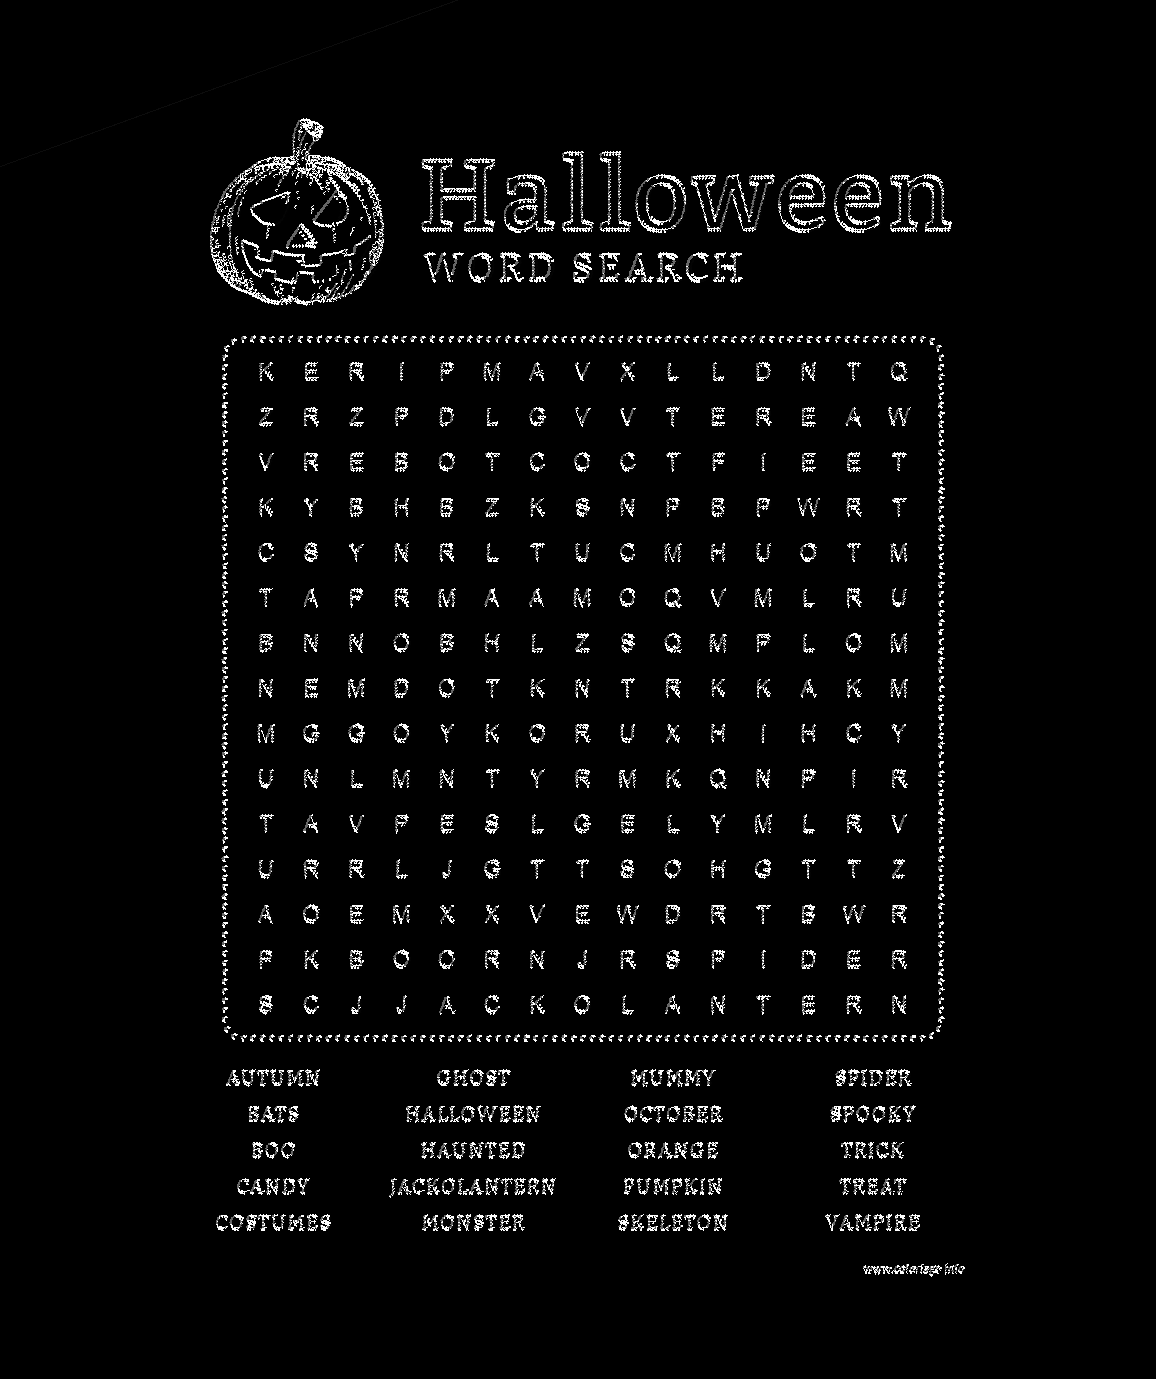 Halloween
WORD SEARCH
K E R I P M A V X L L D N T Q
Z R Z P D L G V V T E R E A W
V R E B O T C O C T F I E E T
K Y B H B Z K S N P B P W R T
C S Y N R L T U C M H U O T M
T A P R M A A M O Q V M L R U
B N N O B H L Z S Q M P L O M
N E M D O T K N T R K K A K M
M G G O Y K O R U X H I H C Y
U N L M N T Y R M K Q N P I R
T A V P E S L G E L Y M L R V
U R R L J G T T S O H G T T Z
A O E M X X V E W D R T B W R
P K B O O R N J R S P I D E R
S C J J A C K O L A N T E R N
AUTUMN GHOST MUMMY SPIDER
BATS HALLOWEEN OCTOBER SPOOKY
BOO HAUNTED ORANGE TRICK
CANDY JACKOLANTERN PUMPKIN TREAT
COSTUMES MONSTER SKELETON VAMPIRE
www.coloriage.info